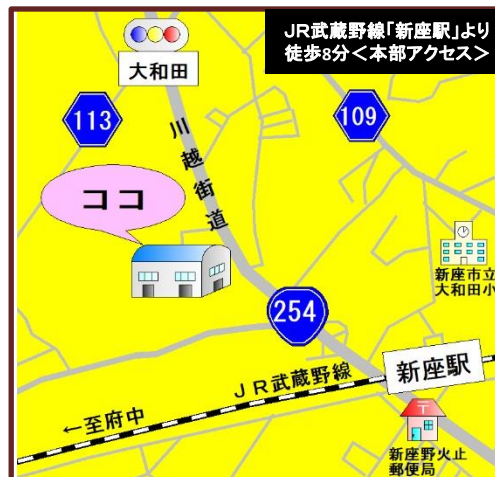 JR武蔵野線「新座駅」より
徒歩8分<本部アクセス>
大和田
113
109
川越街道
ココ
新座市立
大和田小
254
新座駅
JR武蔵野線
←至府中
〒
新座野火止
郵便局